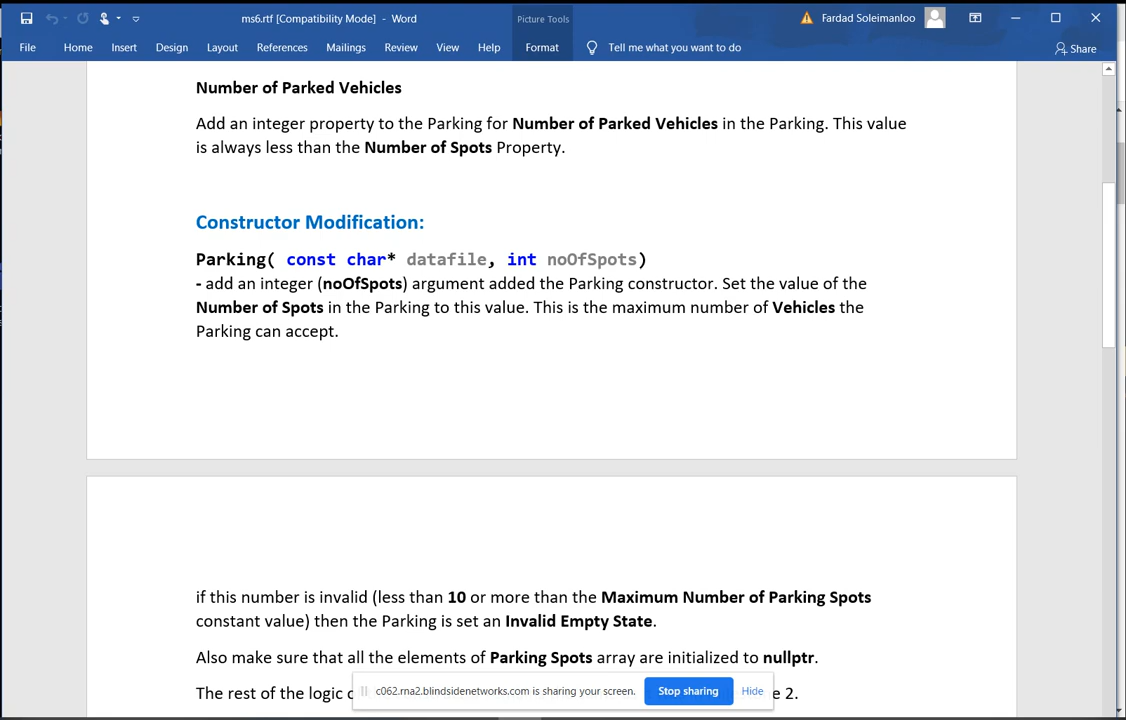 ms6.rtf [Compatibility Mode] - Word
Picture Tools
Fardad Soleimanloo
File Home Insert Design Layout References Mailings Review View Help Format Tell me what you want to do Share
Number of Parked Vehicles
Add an integer property to the Parking for Number of Parked Vehicles in the Parking. This value
is always less than the Number of Spots Property.
Constructor Modification:
Parking( const char* datafile, int noOfSpots)
- add an integer (noOfSpots) argument added the Parking constructor. Set the value of the
Number of Spots in the Parking to this value. This is the maximum number of Vehicles the
Parking can accept.
if this number is invalid (less than 10 or more than the Maximum Number of Parking Spots
constant value) then the Parking is set an Invalid Empty State.
Also make sure that all the elements of Parking Spots array are initialized to nullptr.
The rest of the logic
e 2.
c062.rna2.blindsidenetworks.com is sharing your screen. Stop sharing Hide